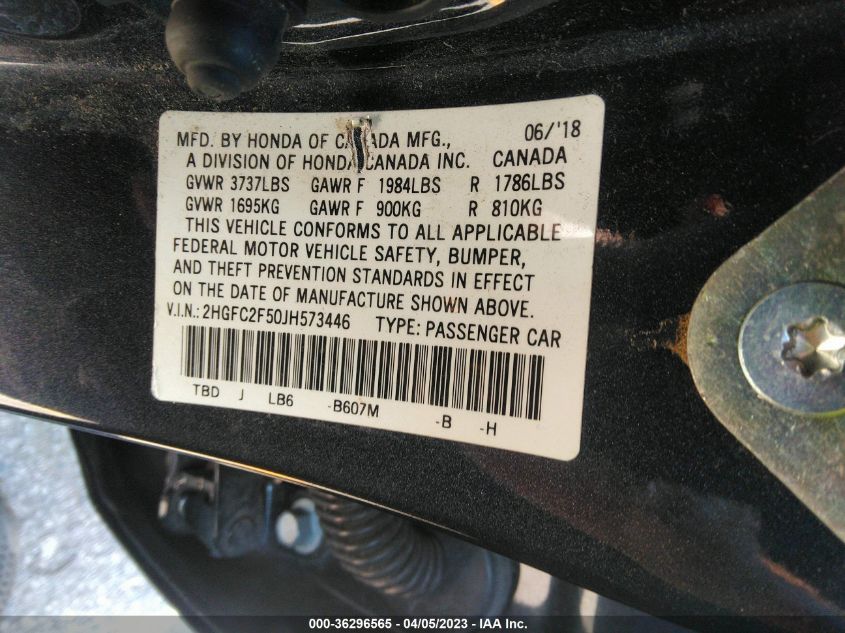 MFD. BY HONDA OF CANADA MFG., 06/'18
A DIVISION OF HONDA CANADA INC. CANADA
GVWR 3737LBS GAWR F 1984LBS R 1786LBS
GVWR 1695KG GAWR F 900KG R 810KG
THIS VEHICLE CONFORMS TO ALL APPLICABLE
FEDERAL MOTOR VEHICLE SAFETY, BUMPER,
AND THEFT PREVENTION STANDARDS IN EFFECT
ON THE DATE OF MANUFACTURE SHOWN ABOVE.
V.I.N.: 2HGFC2F50JH573446 TYPE: PASSENGER CAR
TBD J LB6 -B607M -B -H
000-36296565 - 04/05/2023 - IAA Inc.